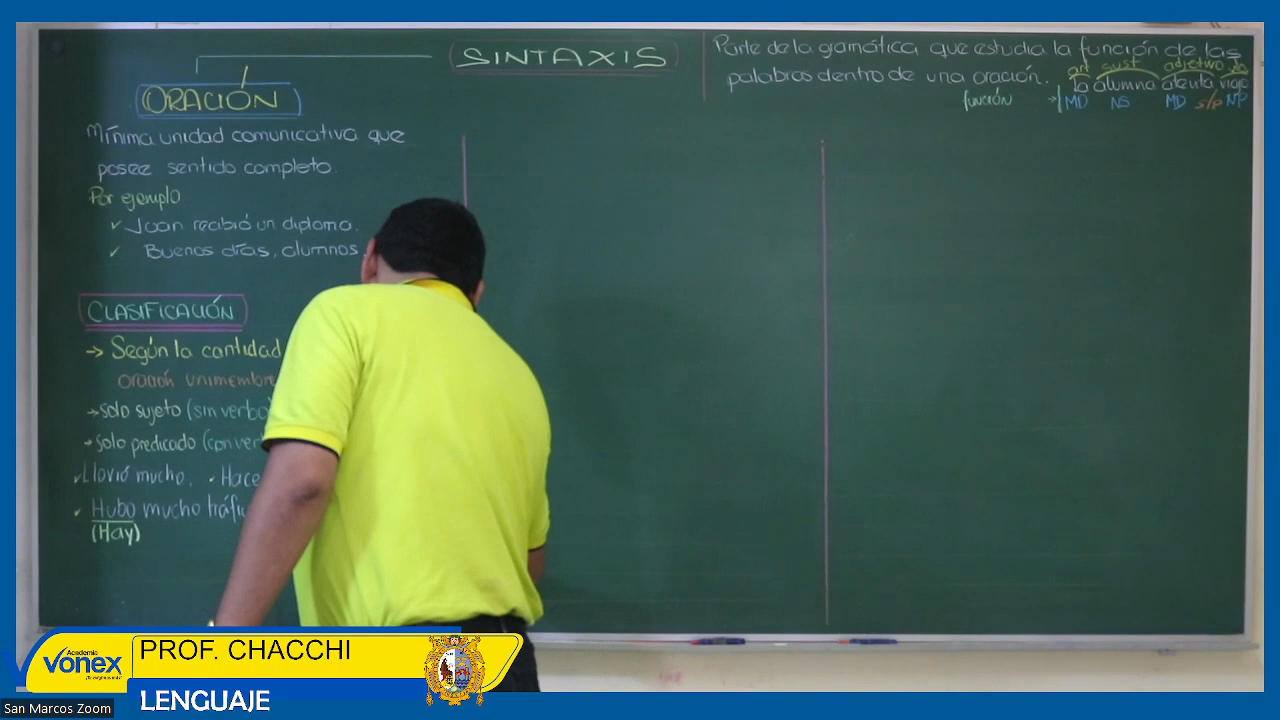 SINTAXIS
Parte de la gramática que estudia la función de las
palabras dentro de una oración.
art sust adjetivo
la alumna atenta viajó
función → MD NS MD S/P NP
ORACIÓN
Mínima unidad comunicativa que
posee sentido completo.
Por ejemplo
✓ Juan recibió un diploma.
✓ Buenos días, alumnos
CLASIFICACIÓN
→ Según la cantidad
oración unimembre
→ solo sujeto (sin verbo)
→ solo predicado (con
✓ Llovió mucho. ✓ Hace
✓ Hubo mucho
(Hay)
Academia
Vonex
PROF. CHACCHI
LENGUAJE
San Marcos Zoom